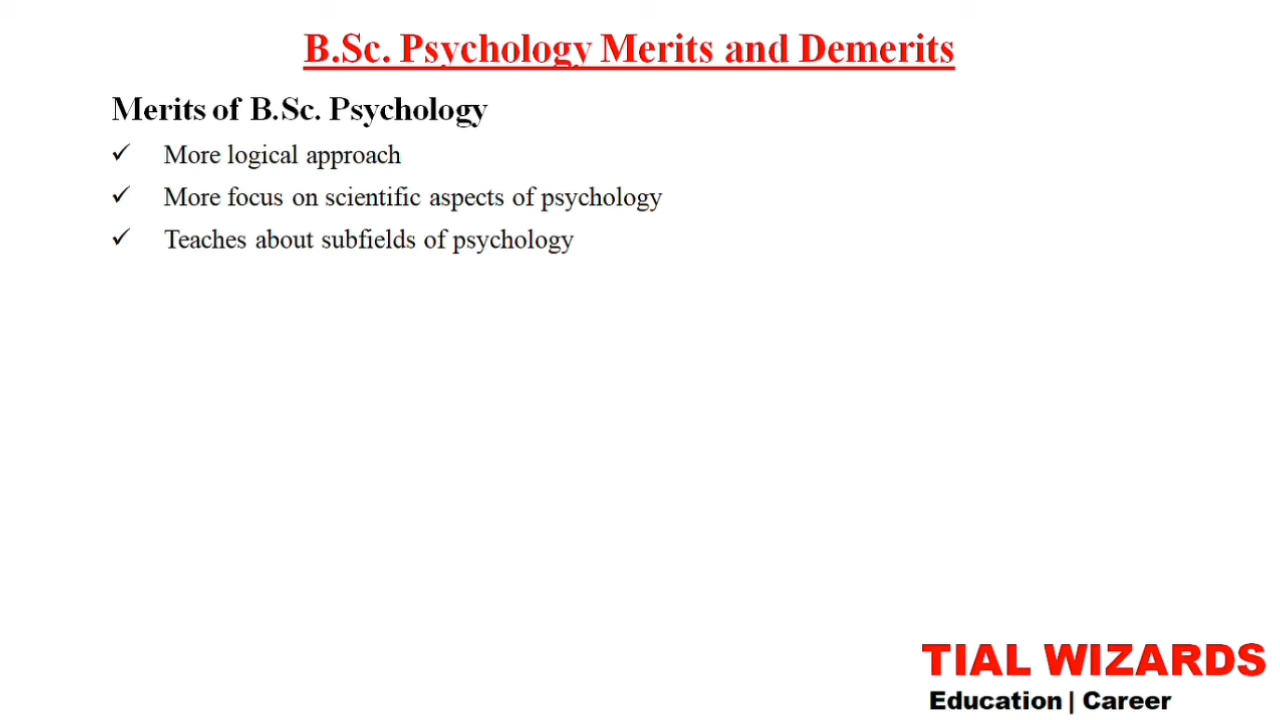 B.Sc. Psychology Merits and Demerits
Merits of B.Sc. Psychology
✓ More logical approach
✓ More focus on scientific aspects of psychology
✓ Teaches about subfields of psychology
TIAL WIZARDS
Education | Career